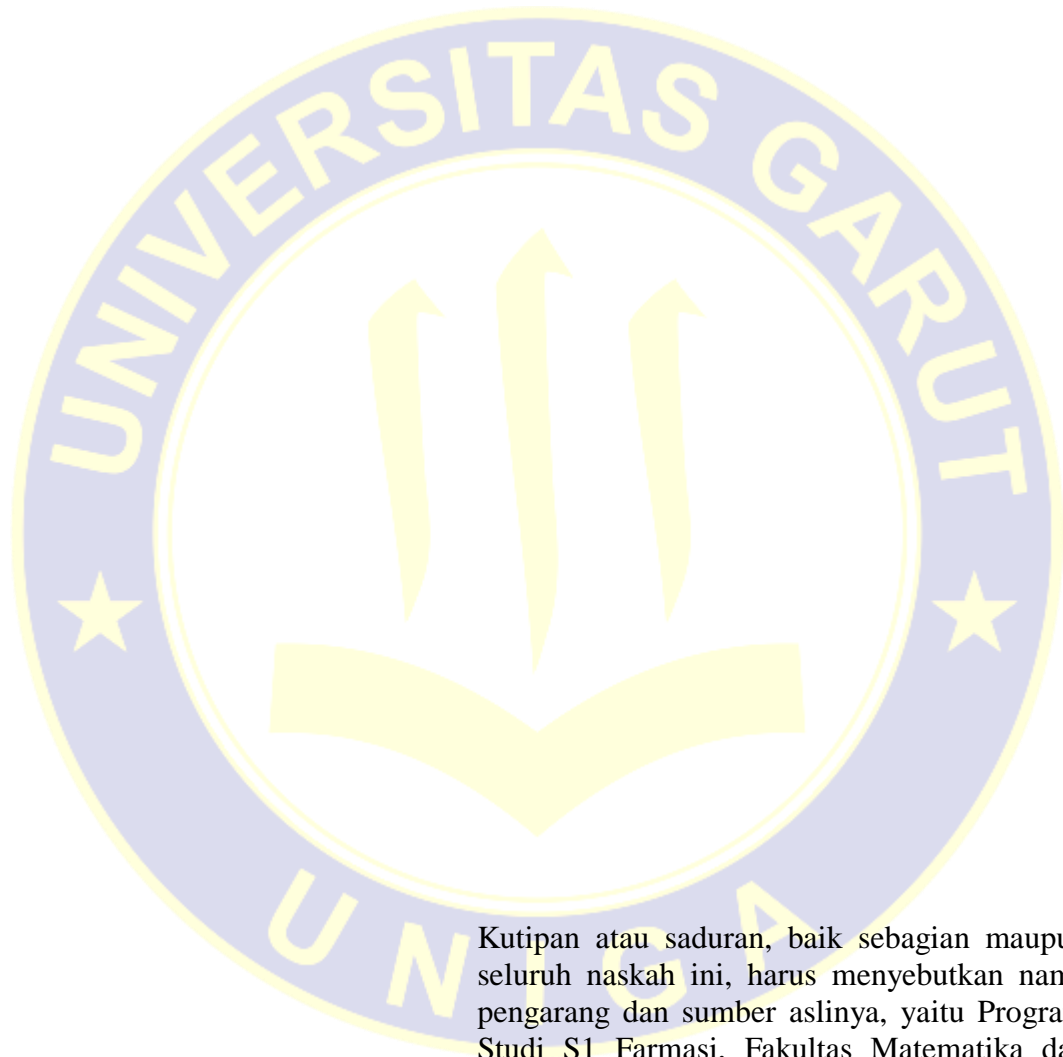 UNIVERSITAS GARUT
UNIGA
Kutipan atau saduran, baik sebagian maupu
seluruh naskah ini, harus menyebutkan nam
pengarang dan sumber aslinya, yaitu Progra
Studi S1 Farmasi, Fakultas Matematika da